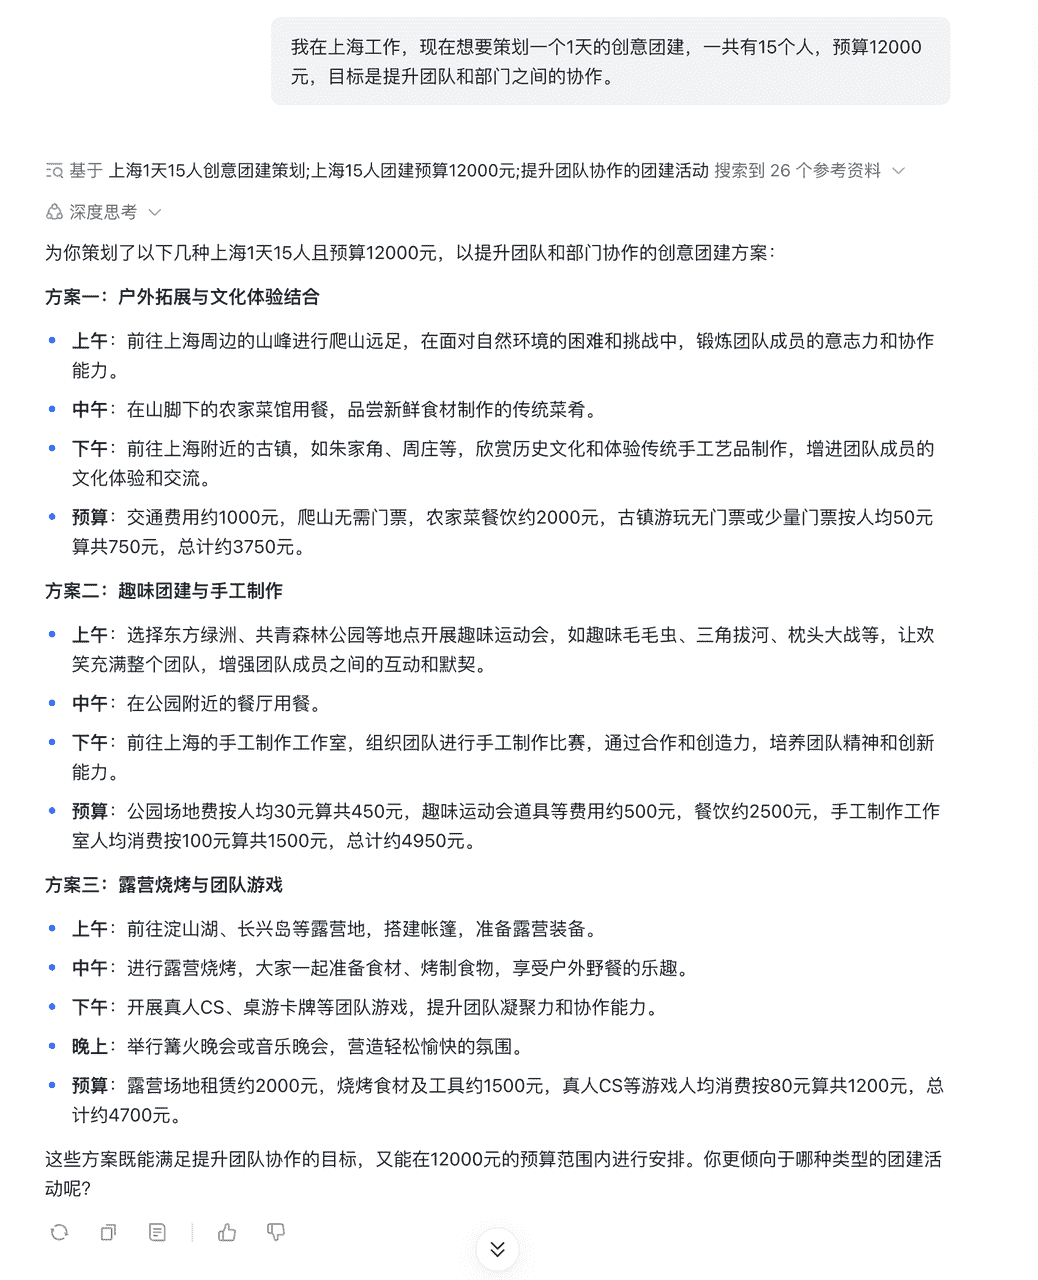 我在上海工作，现在想要策划一个1天的创意团建，一共有15个人，预算12000
元，目标是提升团队和部门之间的协作。
基于 上海1天15人创意团建策划;上海15人团建预算12000元;提升团队协作的团建活动 搜索到 26 个参考资料
深度思考
为你策划了以下几种上海1天15人且预算12000元，以提升团队和部门协作的创意团建方案：
方案一：户外拓展与文化体验结合
上午：前往上海周边的山峰进行爬山远足，在面对自然环境的困难和挑战中，锻炼团队成员的意志力和协作
能力。
中午：在山脚下的农家菜馆用餐，品尝新鲜食材制作的传统菜肴。
下午：前往上海附近的古镇，如朱家角、周庄等，欣赏历史文化和体验传统手工艺品制作，增进团队成员的
文化体验和交流。
预算：交通费用约1000元，爬山无需门票，农家菜餐饮约2000元，古镇游玩无门票或少量门票按人均50元
算共750元，总计约3750元。
方案二：趣味团建与手工制作
上午：选择东方绿洲、共青森林公园等地点开展趣味运动会，如趣味毛毛虫、三角拔河、枕头大战等，让欢
笑充满整个团队，增强团队成员之间的互动和默契。
中午：在公园附近的餐厅用餐。
下午：前往上海的手工制作工作室，组织团队进行手工制作比赛，通过合作和创造力，培养团队精神和创新
能力。
预算：公园场地费按人均30元算共450元，趣味运动会道具等费用约500元，餐饮约2500元，手工制作工作
室人均消费按100元算共1500元，总计约4950元。
方案三：露营烧烤与团队游戏
上午：前往淀山湖、长兴岛等露营地，搭建帐篷，准备露营装备。
中午：进行露营烧烤，大家一起准备食材、烤制食物，享受户外野餐的乐趣。
下午：开展真人CS、桌游卡牌等团队游戏，提升团队凝聚力和协作能力。
晚上：举行篝火晚会或音乐晚会，营造轻松愉快的氛围。
预算：露营场地租赁约2000元，烧烤食材及工具约1500元，真人CS等游戏人均消费按80元算共1200元，总
计约4700元。
这些方案既能满足提升团队协作的目标，又能在12000元的预算范围内进行安排。你更倾向于哪种类型的团建活
动呢?